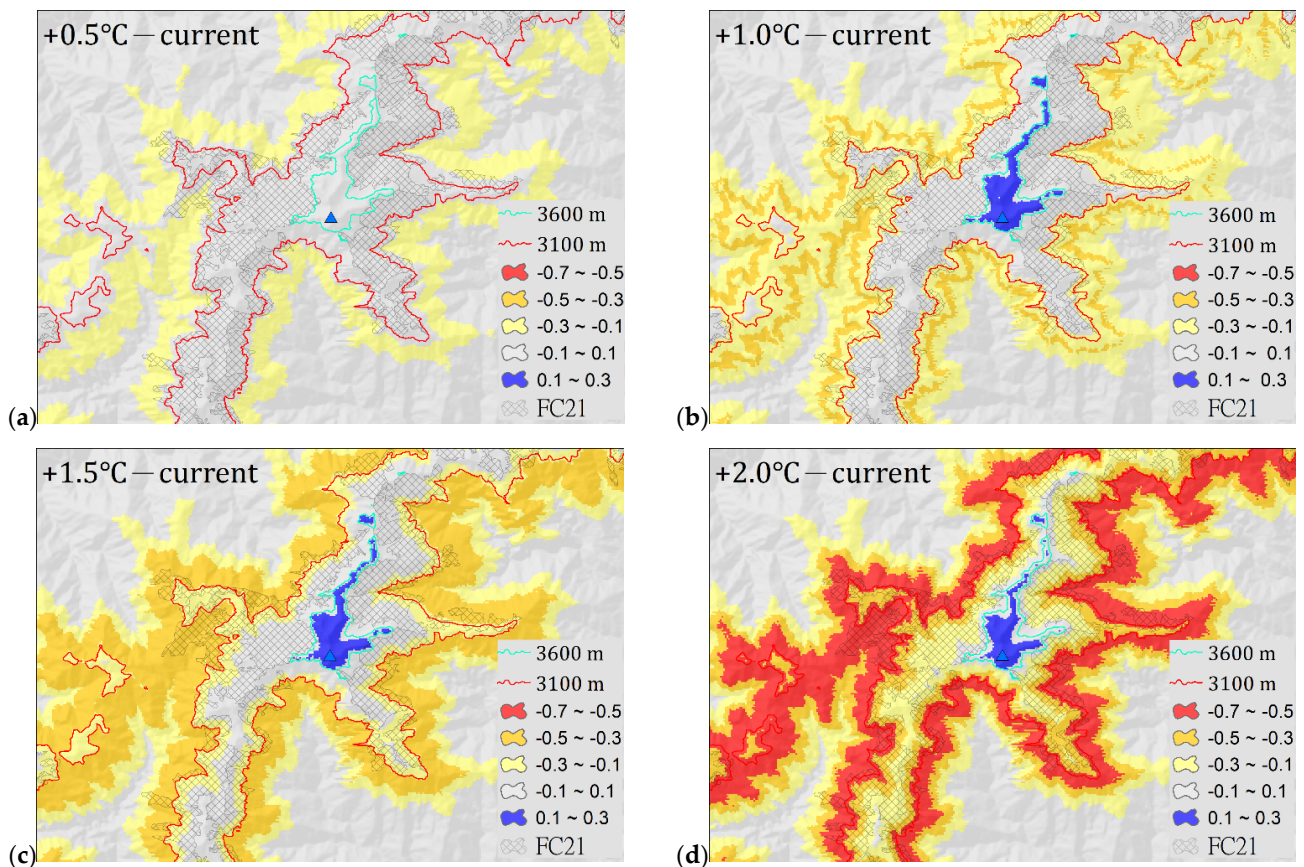 +0.5°C — current
3600 m
3100 m
-0.7 ~ -0.5
-0.5 ~ -0.3
-0.3 ~ -0.1
-0.1 ~ 0.1
0.1 ~ 0.3
FC21
(a)
+1.0°C — current
3600 m
3100 m
-0.7 ~ -0.5
-0.5 ~ -0.3
-0.3 ~ -0.1
-0.1 ~ 0.1
0.1 ~ 0.3
FC21
(b)
+1.5°C — current
3600 m
3100 m
-0.7 ~ -0.5
-0.5 ~ -0.3
-0.3 ~ -0.1
-0.1 ~ 0.1
0.1 ~ 0.3
FC21
(c)
+2.0°C — current
3600 m
3100 m
-0.7 ~ -0.5
-0.5 ~ -0.3
-0.3 ~ -0.1
-0.1 ~ 0.1
0.1 ~ 0.3
FC21
(d)